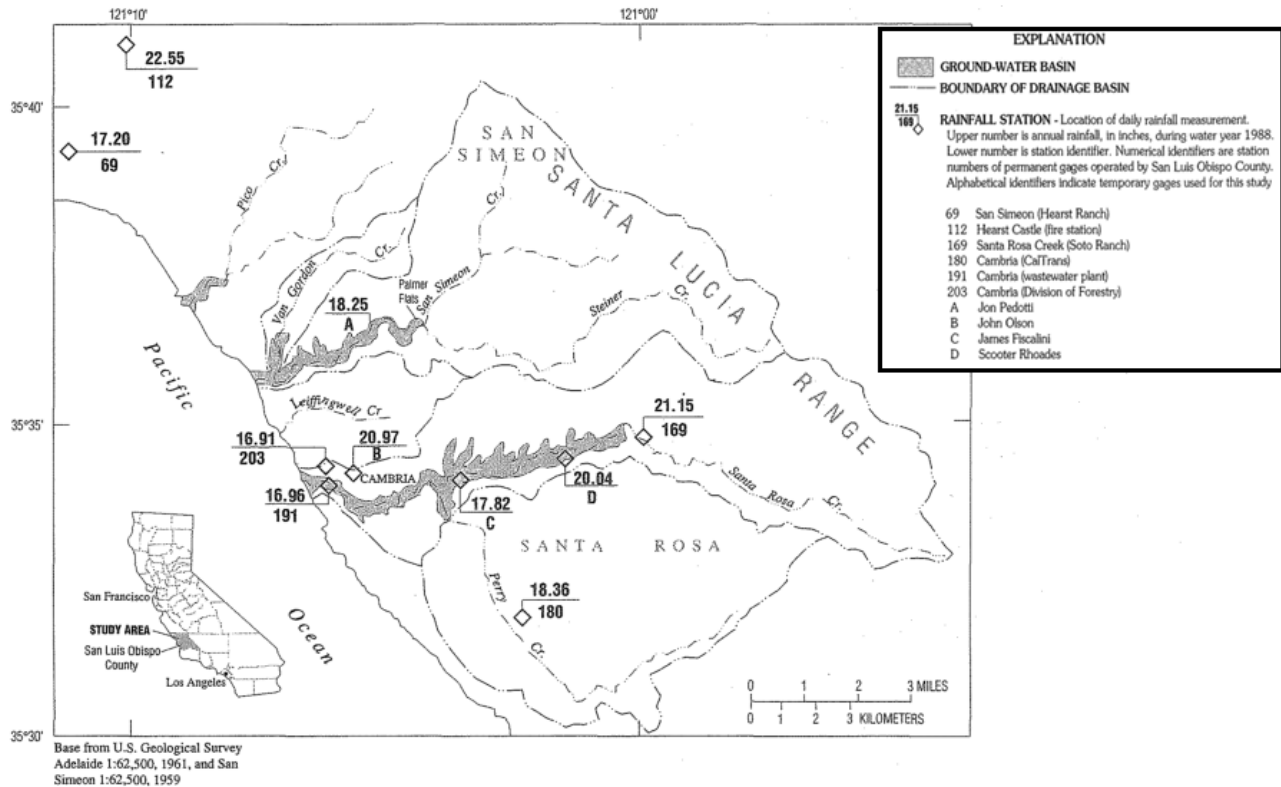 121°10'
121°00'
22.55
112
35°40'
17.20
69
SAN
SIMEON
SANTA
LUCIA
RANGE
Pico Cr.
Cr.
Van Gordon
Cr.
Palmer
Flats
San Simeon
Steiner
Cr.
18.25
A
Pacific
Ocean
Leiffingwell Cr
35°35'
21.15
169
16.91
203
20.97
B
CAMBRIA
16.96
191
17.82
C
20.04
D
Santa Rosa
Cr.
SANTA ROSA
Perry
Cr.
18.36
180
San Francisco
STUDY AREA
San Luis Obispo
County
Los Angeles
0 1 2 3 MILES
0 1 2 3 KILOMETERS
35°30'
Base from U.S. Geological Survey
Adelaide 1:62,500, 1961, and San
Simeon 1:62,500, 1959
EXPLANATION
GROUND-WATER BASIN
BOUNDARY OF DRAINAGE BASIN
21.15
169
RAINFALL STATION - Location of daily rainfall measurement.
Upper number is annual rainfall, in inches, during water year 1988.
Lower number is station identifier. Numerical identifiers are station
numbers of permanent gages operated by San Luis Obispo County.
Alphabetical identifiers indicate temporary gages used for this study
69 San Simeon (Hearst Ranch)
112 Hearst Castle (fire station)
169 Santa Rosa Creek (Soto Ranch)
180 Cambria (CalTrans)
191 Cambria (wastewater plant)
203 Cambria (Division of Forestry)
A Jon Pedotti
B John Olson
C James Fiscalini
D Scooter Rhoades